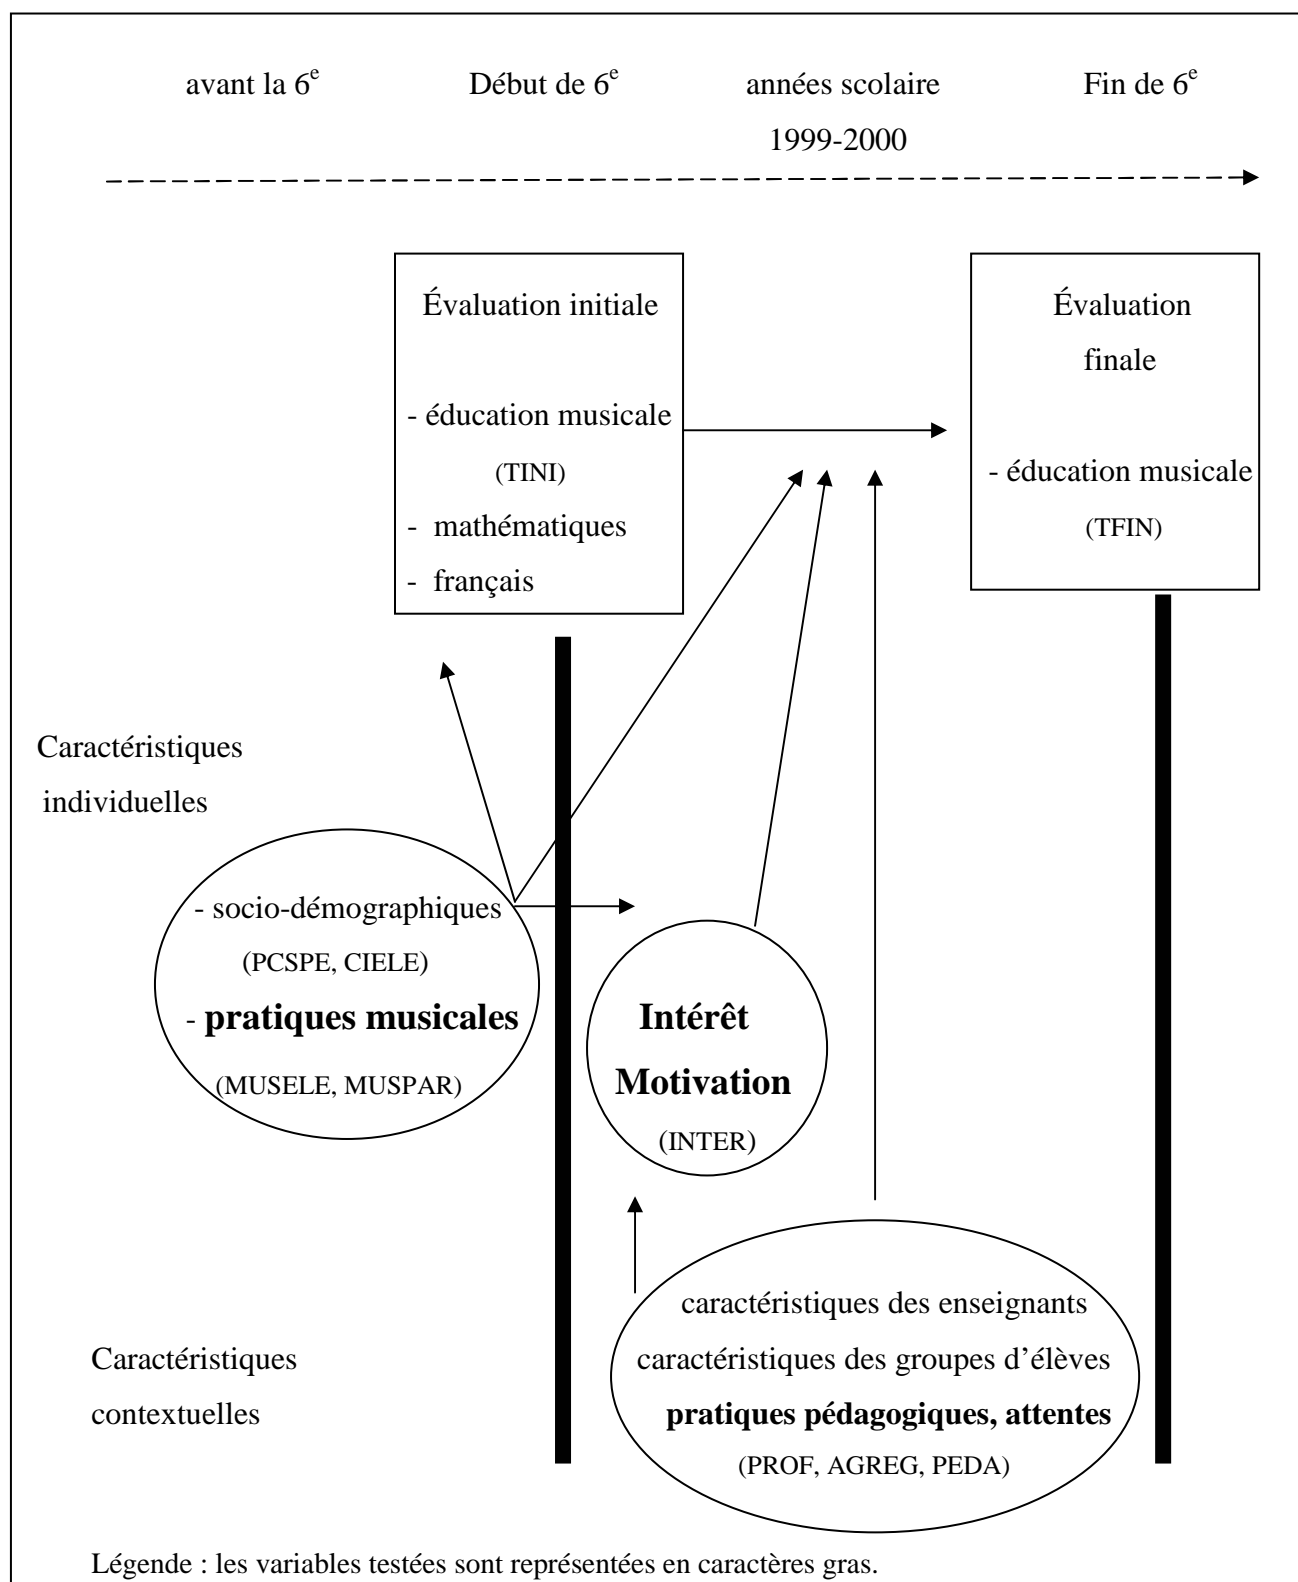 avant la 6e
Début de 6e
années scolaire
1999-2000
Fin de 6e
Évaluation initiale
- éducation musicale
(TINI)
- mathématiques
- français
Évaluation
finale
- éducation musicale
(TFIN)
Caractéristiques
individuelles
- socio-démographiques
(PCSPE, CIELE)
- pratiques musicales
(MUSELE, MUSPAR)
Intérêt
Motivation
(INTER)
Caractéristiques
contextuelles
caractéristiques des enseignants
caractéristiques des groupes d’élèves
pratiques pédagogiques, attentes
(PROF, AGREG, PEDA)
Légende : les variables testées sont représentées en caractères gras.